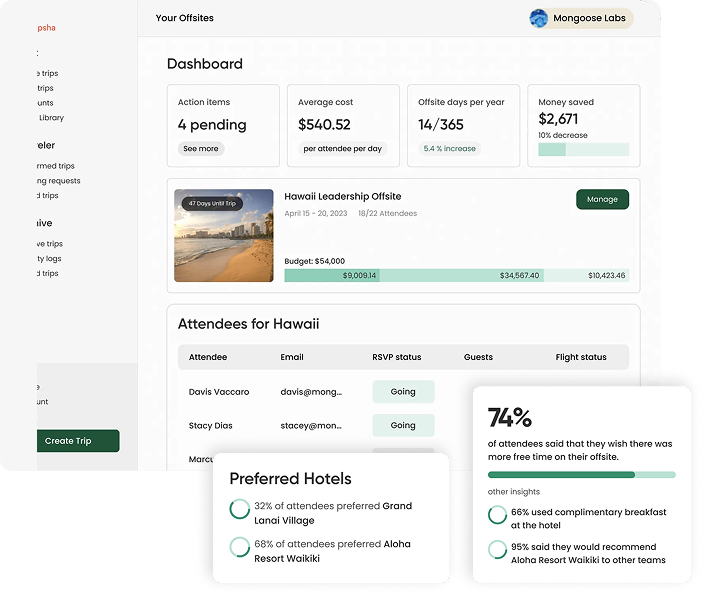 psha
Your Offsites
Mongoose Labs
e trips
trips
unts
Library
veler
rmed trips
ng requests
d trips
ive
ve trips
ty logs
d trips
e
unt
Create Trip
Dashboard
Action items
4 pending
See more
Average cost
$540.52
per attendee per day
Offsite days per year
14/365
5.4 % increase
Money saved
$2,671
10% decrease
47 Days Until Trip
Hawaii Leadership Offsite
April 15 - 20, 2023 18/22 Attendees
Manage
Budget: $54,000
$9,009.14 $34,567.40 $10,423.46
Attendees for Hawaii
Attendee Email RSVP status Guests Flight status
Davis Vaccaro davis@mong... Going
Stacy Dias stacey@mon... Going
Marcu
Preferred Hotels
32% of attendees preferred Grand
Lanai Village
68% of attendees preferred Aloha
Resort Waikiki
74%
of attendees said that they wish there was
more free time on their offsite.
other insights
66% used complimentary breakfast
at the hotel
95% said they would recommend
Aloha Resort Waikiki to other teams